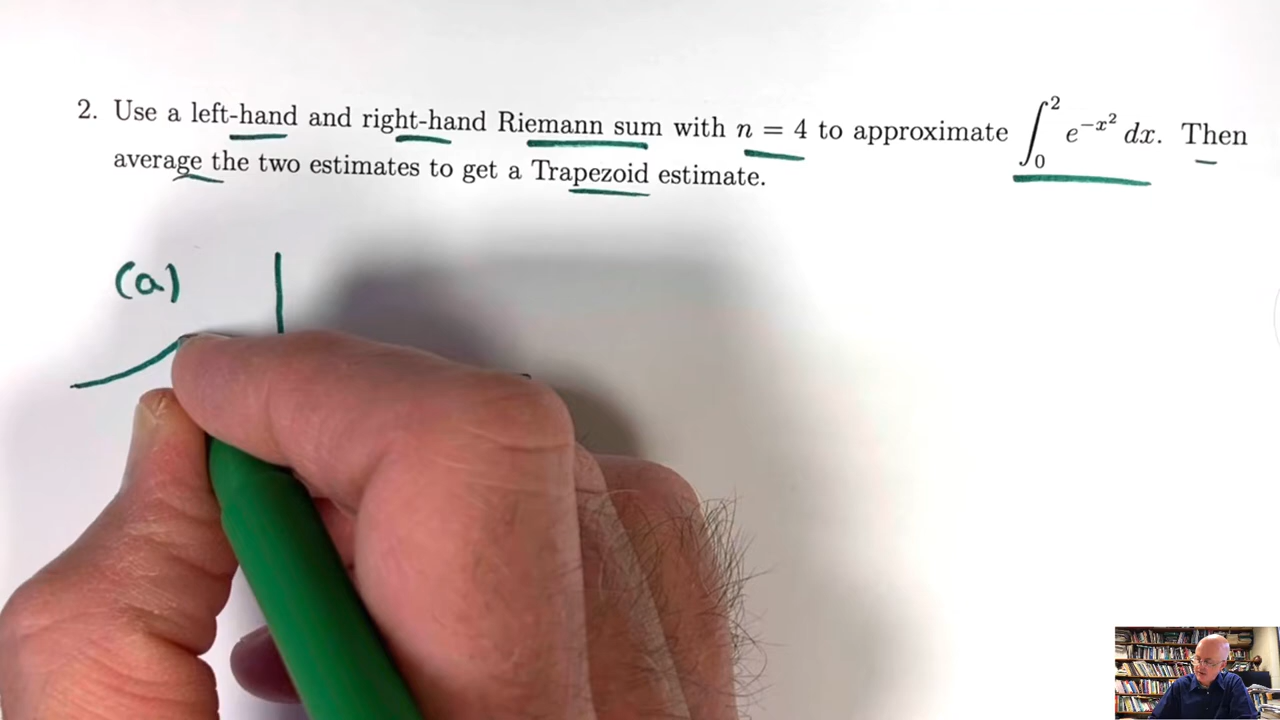 2. Use a left-hand and right-hand Riemann sum with n = 4 to approximate ∫₀² e^{-x²} dx. Then
average the two estimates to get a Trapezoid estimate.
(a)